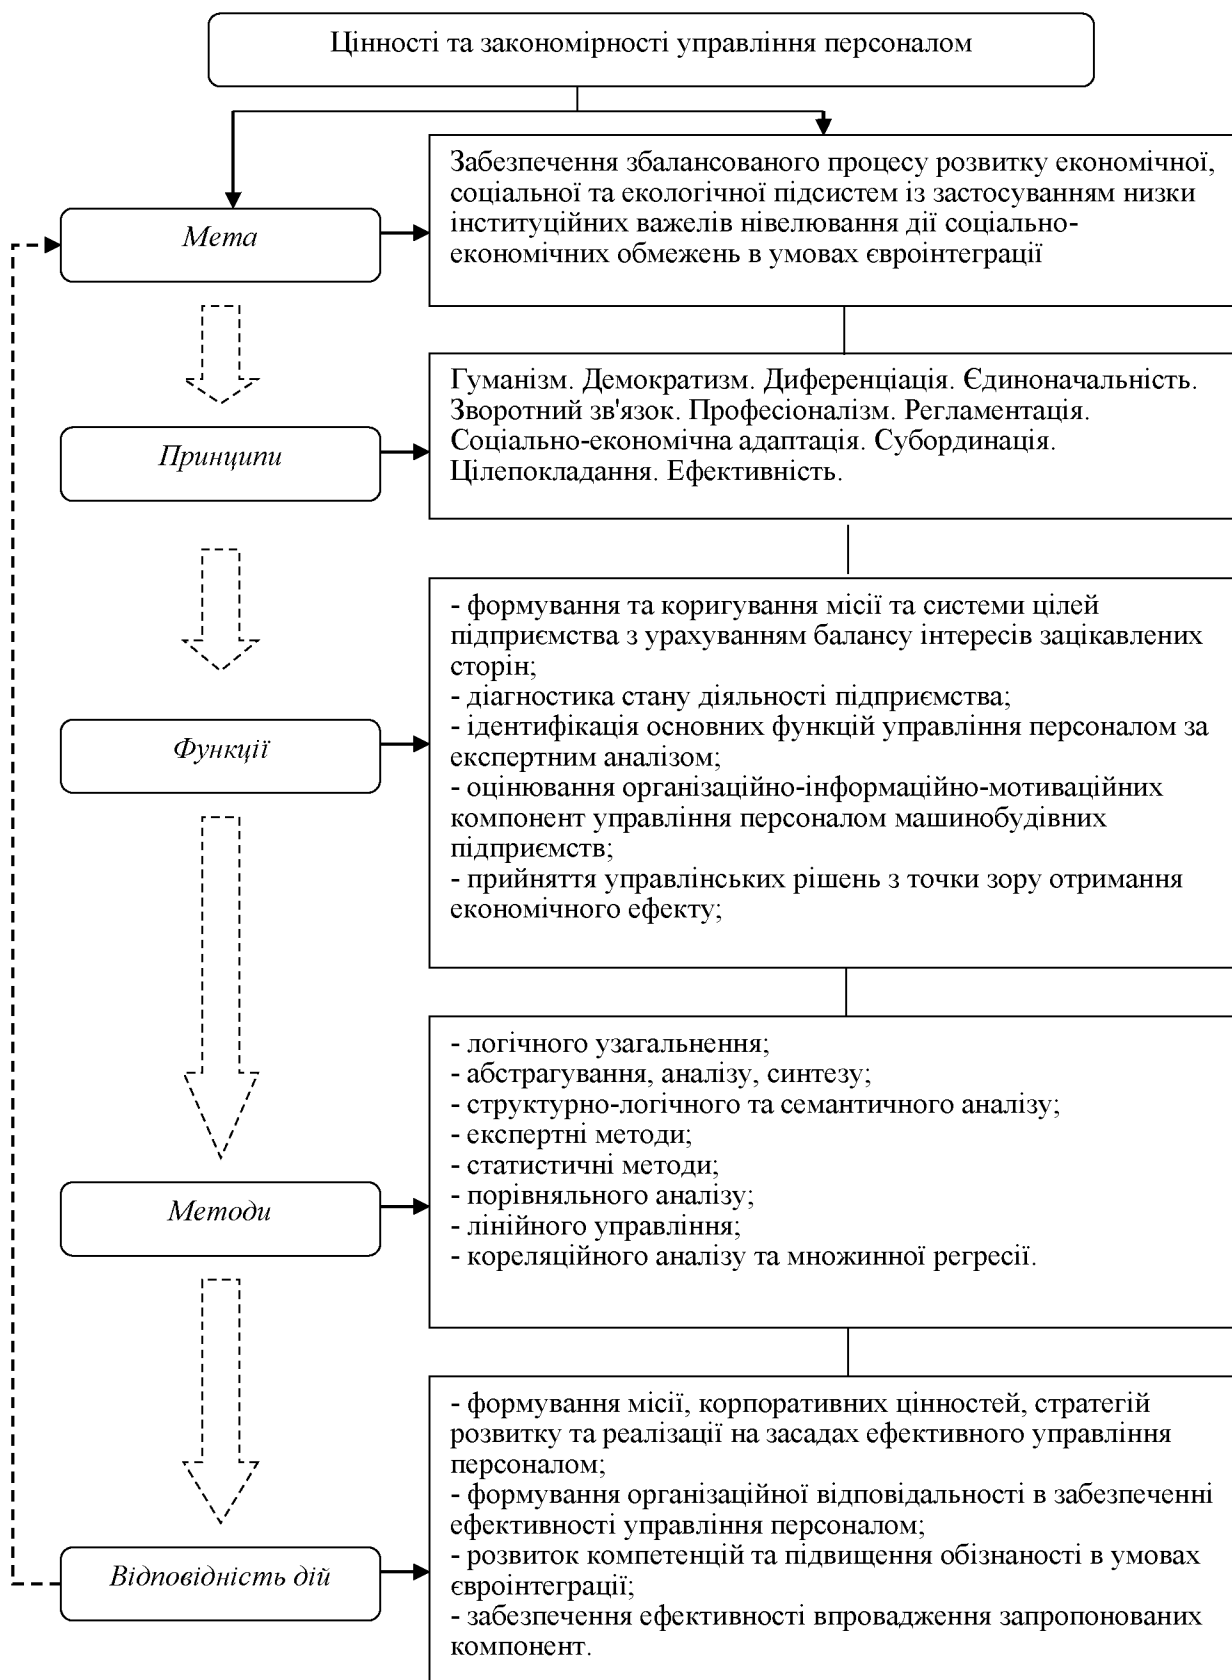 Цінності та закономірності управління персоналом
Мета
Забезпечення збалансованого процесу розвитку економічної,
соціальної та екологічної підсистем із застосуванням низки
інституційних важелів нівелювання дії соціально-
економічних обмежень в умовах євроінтеграції
Принципи
Гуманізм. Демократизм. Диференціація. Єдиноначальність.
Зворотний зв'язок. Професіоналізм. Регламентація.
Соціально-економічна адаптація. Субординація.
Цілепокладання. Ефективність.
Функції
- формування та коригування місії та системи цілей
підприємства з урахуванням балансу інтересів зацікавлених
сторін;
- діагностика стану діяльності підприємства;
- ідентифікація основних функцій управління персоналом за
експертним аналізом;
- оцінювання організаційно-інформаційно-мотиваційних
компонент управління персоналом машинобудівних
підприємств;
- прийняття управлінських рішень з точки зору отримання
економічного ефекту;
Методи
- логічного узагальнення;
- абстрагування, аналізу, синтезу;
- структурно-логічного та семантичного аналізу;
- експертні методи;
- статистичні методи;
- порівняльного аналізу;
- лінійного управління;
- кореляційного аналізу та множинної регресії.
Відповідність дій
- формування місії, корпоративних цінностей, стратегій
розвитку та реалізації на засадах ефективного управління
персоналом;
- формування організаційної відповідальності в забезпеченні
ефективності управління персоналом;
- розвиток компетенцій та підвищення обізнаності в умовах
євроінтеграції;
- забезпечення ефективності впровадження запропонованих
компонент.